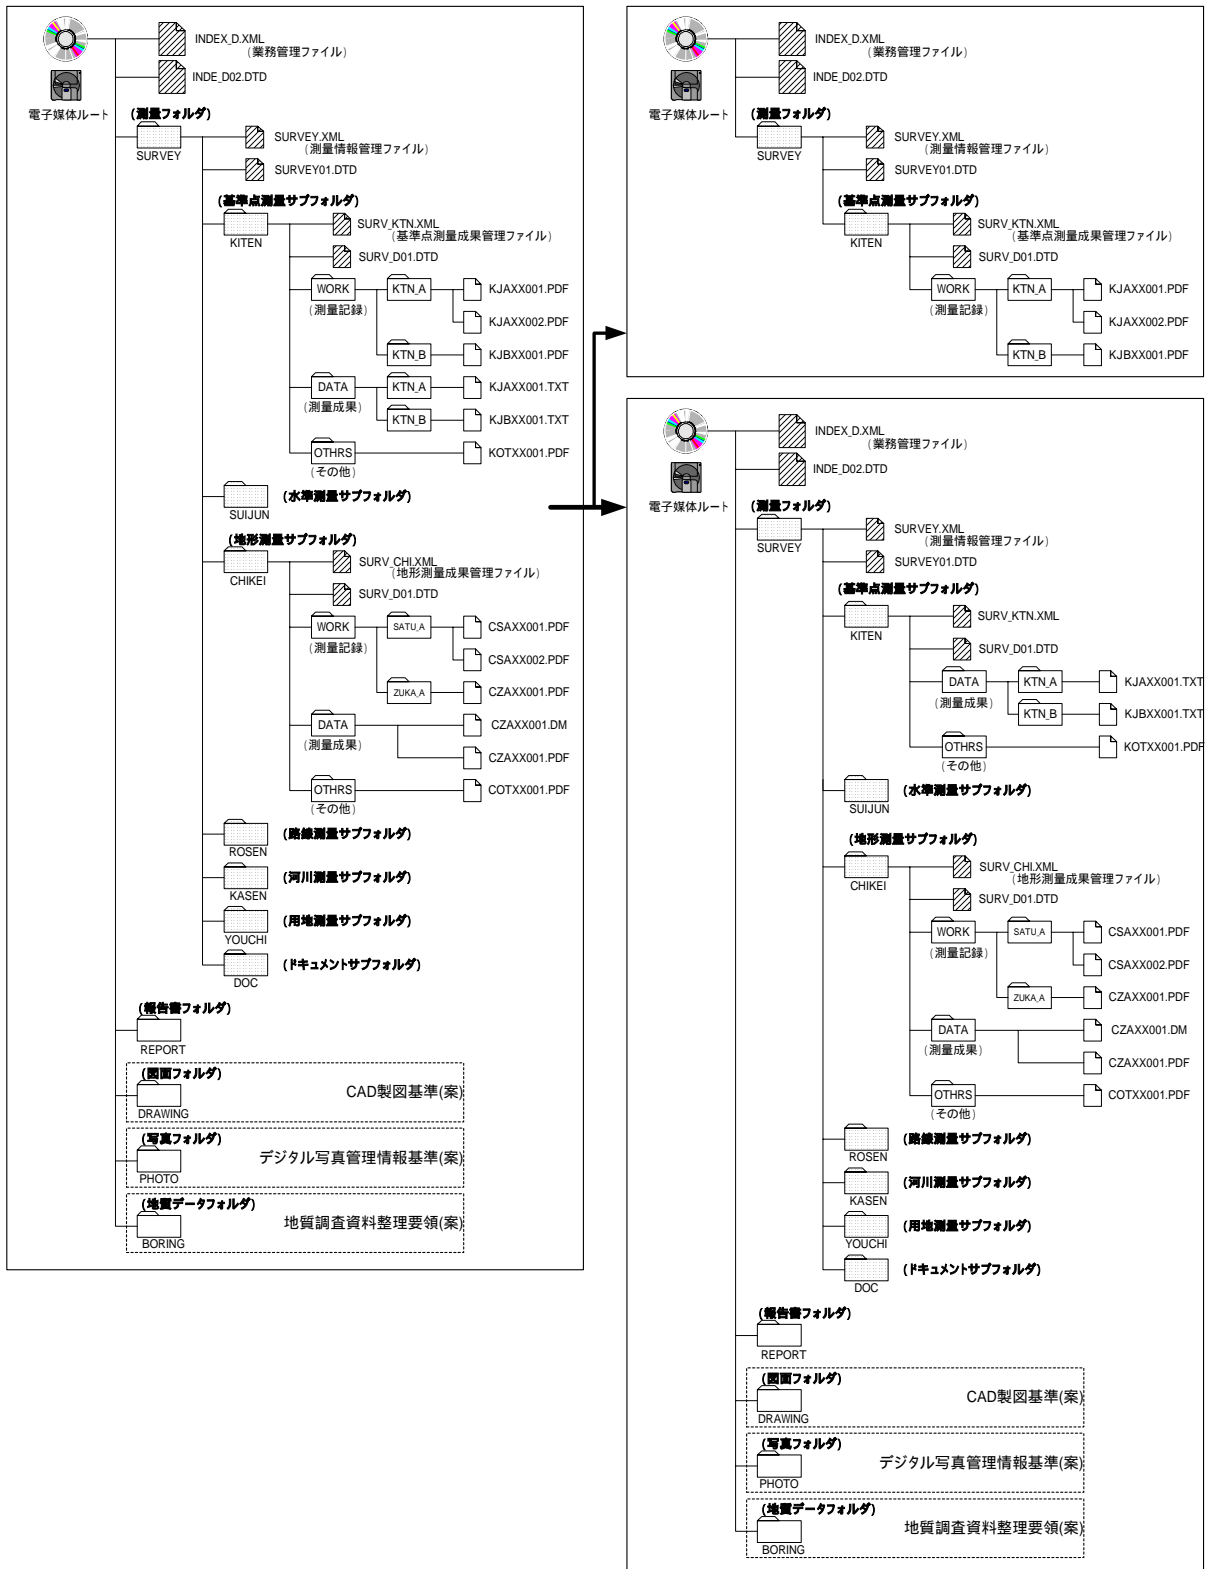 INDEX_D.XML
(業務管理ファイル)
INDE_D02.DTD
電子媒体ルート
(測量フォルダ)
SURVEY
SURVEY.XML
(測量情報管理ファイル)
SURVEY01.DTD
(基準点測量サブフォルダ)
KITEN
SURV_KTN.XML
(基準点測量成果管理ファイル)
SURV_D01.DTD
WORK
(測量記録)
KTN_A
KJAXX001.PDF
KJAXX002.PDF
KTN_B
KJBXX001.PDF
DATA
(測量成果)
KTN_A
KJAXX001.TXT
KTN_B
KJBXX001.TXT
OTHRS
(その他)
KOTXX001.PDF
SUIJUN
(水準測量サブフォルダ)
(地形測量サブフォルダ)
CHIKEI
SURV_CHI.XML
(地形測量成果管理ファイル)
SURV_D01.DTD
WORK
(測量記録)
SATU_A
CSAXX001.PDF
CSAXX002.PDF
ZUKA_A
CZAXX001.PDF
DATA
(測量成果)
CZAXX001.DM
CZAXX001.PDF
OTHRS
(その他)
COTXX001.PDF
ROSEN
(路線測量サブフォルダ)
KASEN
(河川測量サブフォルダ)
YOUCHI
(用地測量サブフォルダ)
DOC
(ドキュメントサブフォルダ)
(報告書フォルダ)
REPORT
(図面フォルダ)
DRAWING
CAD製図基準(案)
(写真フォルダ)
PHOTO
デジタル写真管理情報基準(案)
(地質データフォルダ)
BORING
地質調査資料整理要領(案)
INDEX_D.XML
(業務管理ファイル)
INDE_D02.DTD
電子媒体ルート
(測量フォルダ)
SURVEY
SURVEY.XML
(測量情報管理ファイル)
SURVEY01.DTD
(基準点測量サブフォルダ)
KITEN
SURV_KTN.XML
(基準点測量成果管理ファイル)
SURV_D01.DTD
WORK
(測量記録)
KTN_A
KJAXX001.PDF
KJAXX002.PDF
KTN_B
KJBXX001.PDF
INDEX_D.XML
(業務管理ファイル)
INDE_D02.DTD
電子媒体ルート
(測量フォルダ)
SURVEY
SURVEY.XML
(測量情報管理ファイル)
SURVEY01.DTD
(基準点測量サブフォルダ)
KITEN
SURV_KTN.XML
SURV_D01.DTD
DATA
(測量成果)
KTN_A
KJAXX001.TXT
KTN_B
KJBXX001.TXT
OTHRS
(その他)
KOTXX001.PDF
SUIJUN
(水準測量サブフォルダ)
(地形測量サブフォルダ)
CHIKEI
SURV_CHI.XML
(地形測量成果管理ファイル)
SURV_D01.DTD
WORK
(測量記録)
SATU_A
CSAXX001.PDF
CSAXX002.PDF
ZUKA_A
CZAXX001.PDF
DATA
(測量成果)
CZAXX001.DM
CZAXX001.PDF
OTHRS
(その他)
COTXX001.PDF
ROSEN
(路線測量サブフォルダ)
KASEN
(河川測量サブフォルダ)
YOUCHI
(用地測量サブフォルダ)
DOC
(ドキュメントサブフォルダ)
(報告書フォルダ)
REPORT
(図面フォルダ)
DRAWING
CAD製図基準(案)
(写真フォルダ)
PHOTO
デジタル写真管理情報基準(案)
(地質データフォルダ)
BORING
地質調査資料整理要領(案)